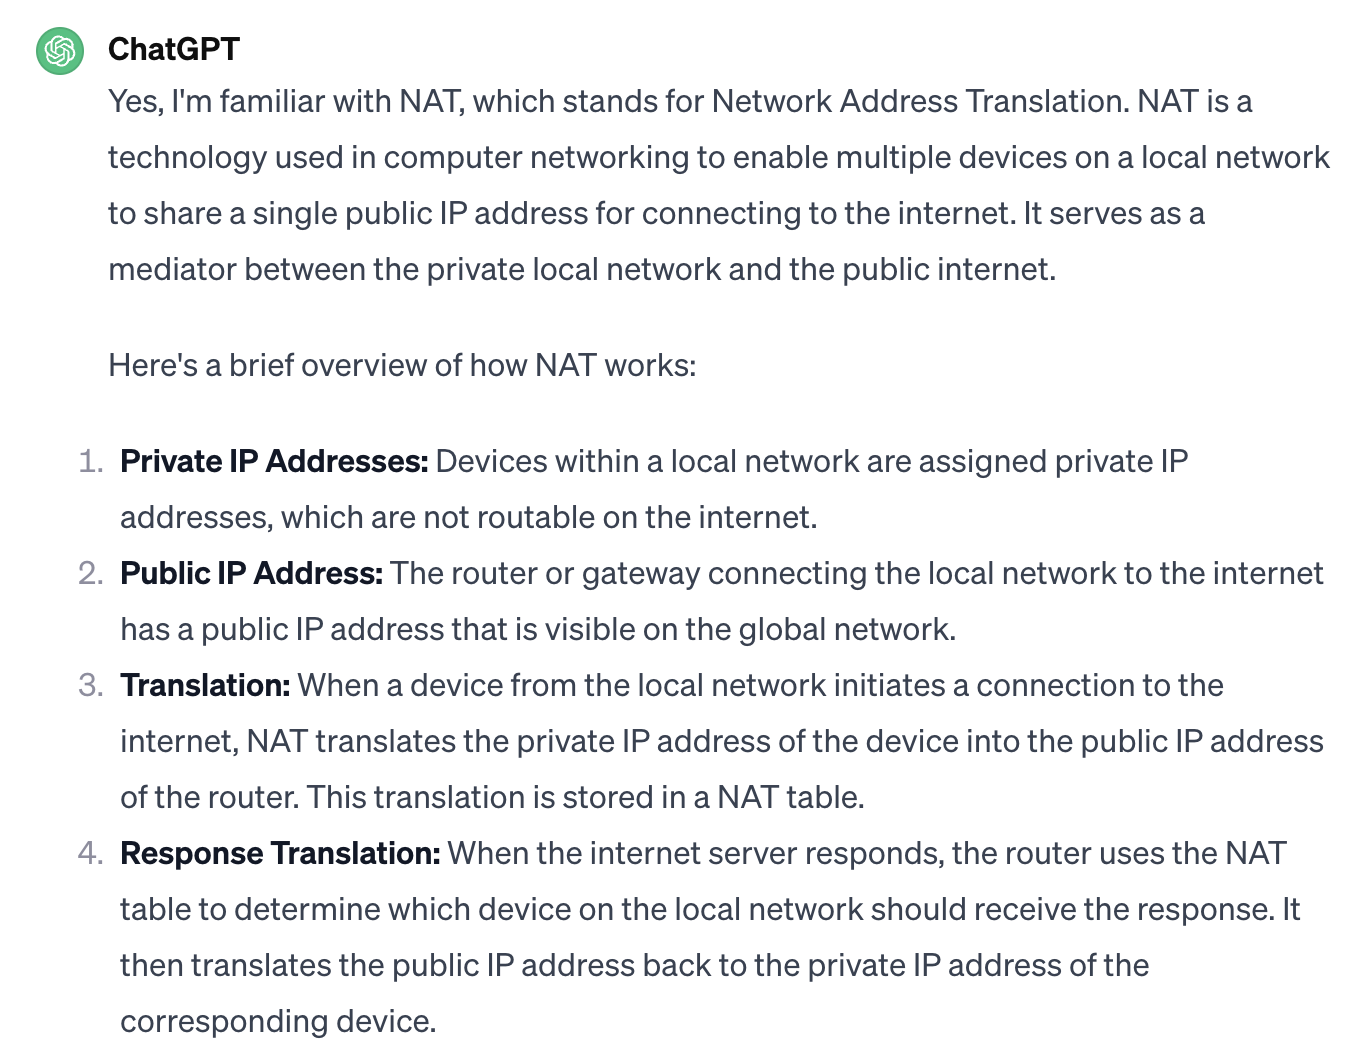 ChatGPT
Yes, I'm familiar with NAT, which stands for Network Address Translation. NAT is a
technology used in computer networking to enable multiple devices on a local network
to share a single public IP address for connecting to the internet. It serves as a
mediator between the private local network and the public internet.
Here's a brief overview of how NAT works:
1. Private IP Addresses: Devices within a local network are assigned private IP
addresses, which are not routable on the internet.
2. Public IP Address: The router or gateway connecting the local network to the internet
has a public IP address that is visible on the global network.
3. Translation: When a device from the local network initiates a connection to the
internet, NAT translates the private IP address of the device into the public IP address
of the router. This translation is stored in a NAT table.
4. Response Translation: When the internet server responds, the router uses the NAT
table to determine which device on the local network should receive the response. It
then translates the public IP address back to the private IP address of the
corresponding device.